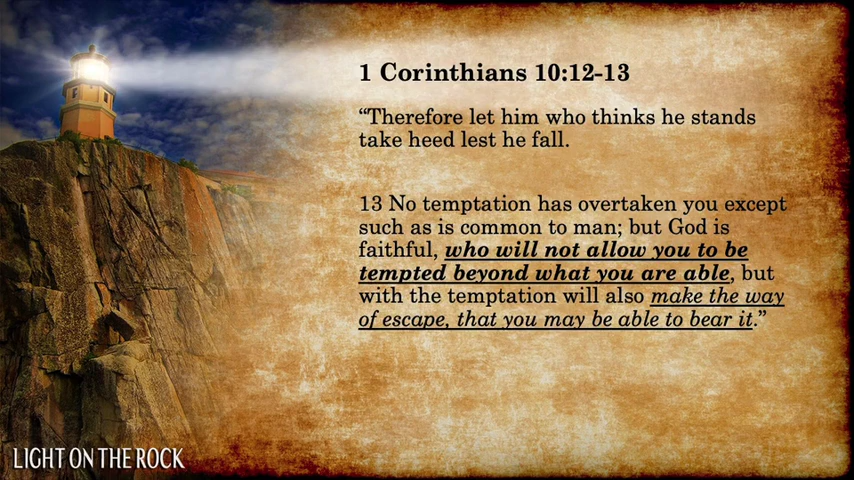 1 Corinthians 10:12-13
“Therefore let him who thinks he stands
take heed lest he fall.
13 No temptation has overtaken you except
such as is common to man; but God is
faithful, who will not allow you to be
tempted beyond what you are able, but
with the temptation will also make the way
of escape, that you may be able to bear it.”
LIGHT ON THE ROCK